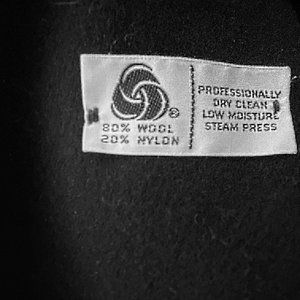 80% WOOL
20% NYLON
PROFESSIONALLY
DRY CLEAN
LOW MOISTURE
STEAM PRESS